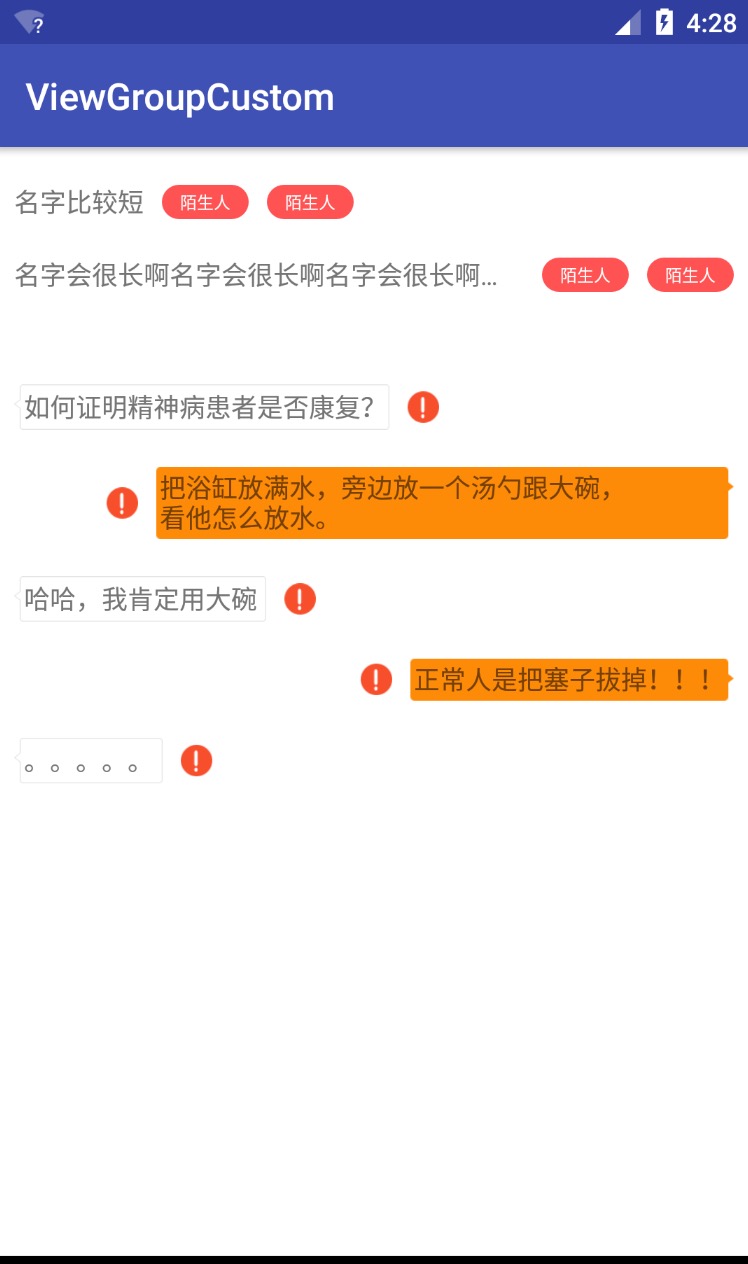 4:28
ViewGroupCustom
名字比较短 陌生人 陌生人
名字会很长啊名字会很长啊名字会很长啊... 陌生人 陌生人
如何证明精神病患者是否康复?
把浴缸放满水，旁边放一个汤勺跟大碗，
看他怎么放水。
哈哈，我肯定用大碗
正常人是把塞子拔掉！！！
。。。。。